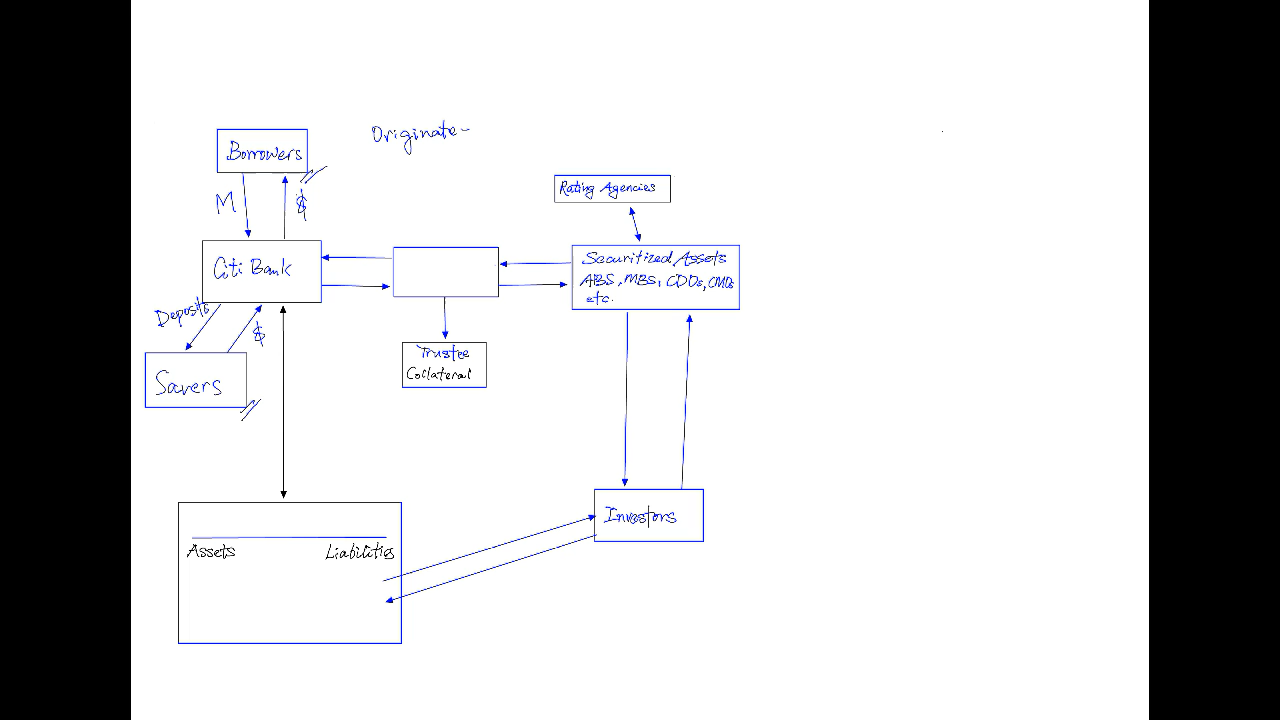 Originate-
Borrowers
M
$
Rating Agencies
Citi Bank
Securitized Assets
ABS, MBS, CDOs, CMOs
etc.
Deposits
$
Trustee
Collateral
Savers
Investors
Assets
Liabilities